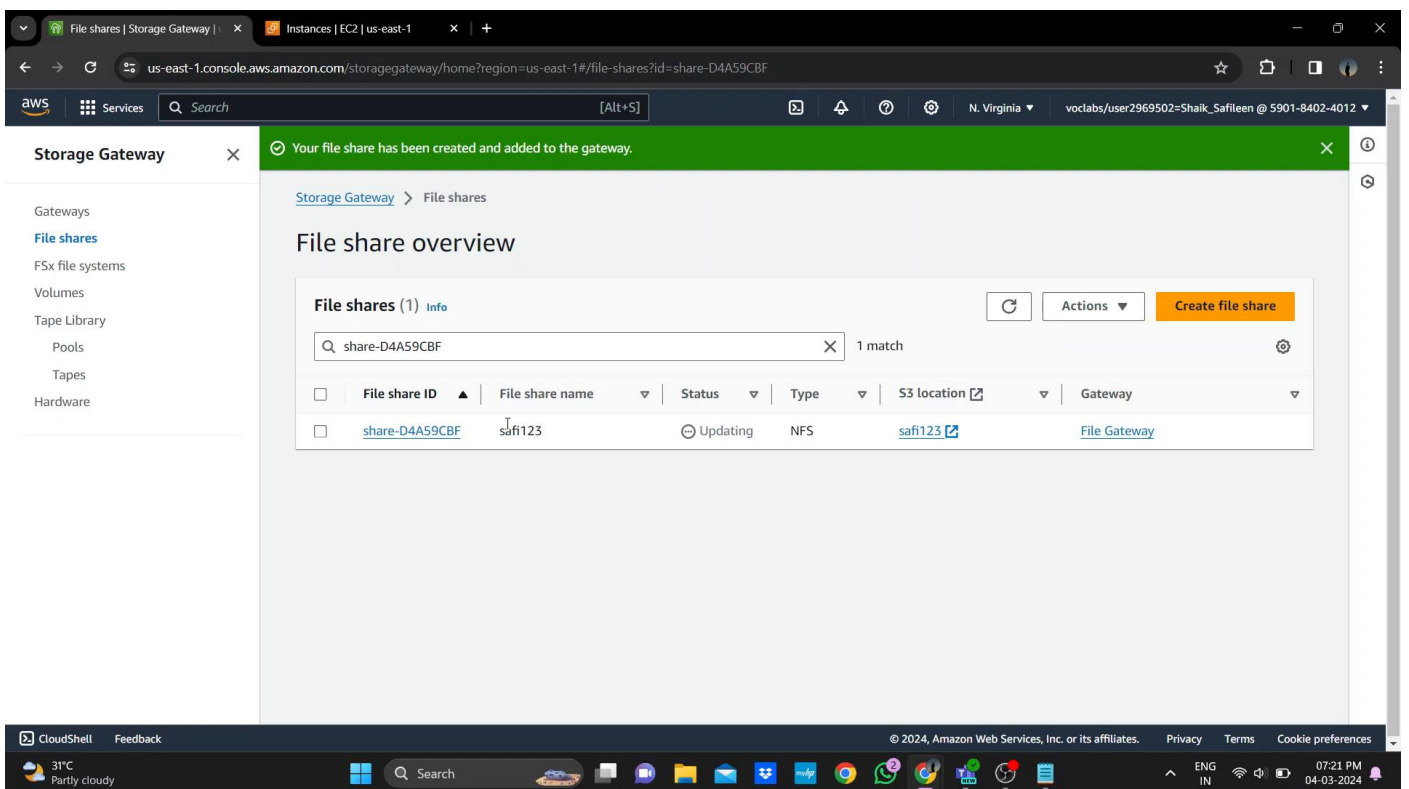 File shares | Storage Gateway |
Instances | EC2 | us-east-1
us-east-1.console.aws.amazon.com/storagegateway/home?region=us-east-1#/file-shares?id=share-D4A59CBF
aws Services Search [Alt+S] N. Virginia voclabs/user2969502=Shaik_Safileen @ 5901-8402-4012
Storage Gateway
Gateways
File shares
FSx file systems
Volumes
Tape Library
Pools
Tapes
Hardware
Your file share has been created and added to the gateway.
Storage Gateway > File shares
File share overview
File shares (1) Info
Actions
Create file share
share-D4A59CBF
1 match
File share ID File share name Status Type S3 location Gateway
share-D4A59CBF safi123 Updating NFS safi123 File Gateway
CloudShell Feedback © 2024, Amazon Web Services, Inc. or its affiliates. Privacy Terms Cookie preferences
31°C
Partly cloudy
Search
2
NEW
ENG
IN
07:21 PM
04-03-2024